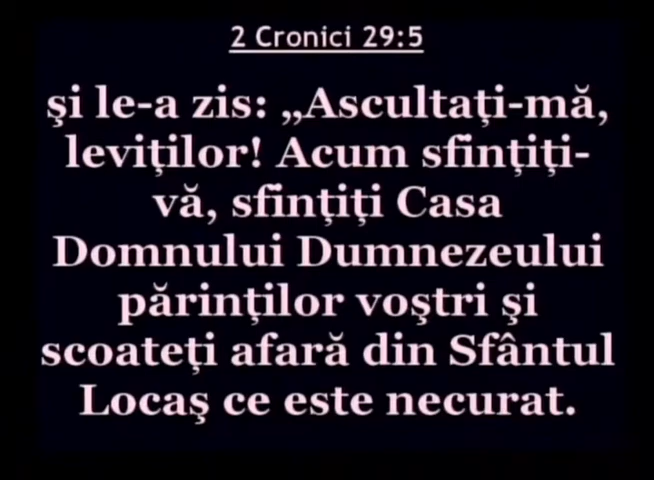 2 Cronici 29:5
şi le-a zis: „Ascultaţi-mă,
leviţilor! Acum sfinţiţi-
vă, sfinţiţi Casa
Domnului Dumnezeului
părinţilor voştri şi
scoateţi afară din Sfântul
Locaş ce este necurat.